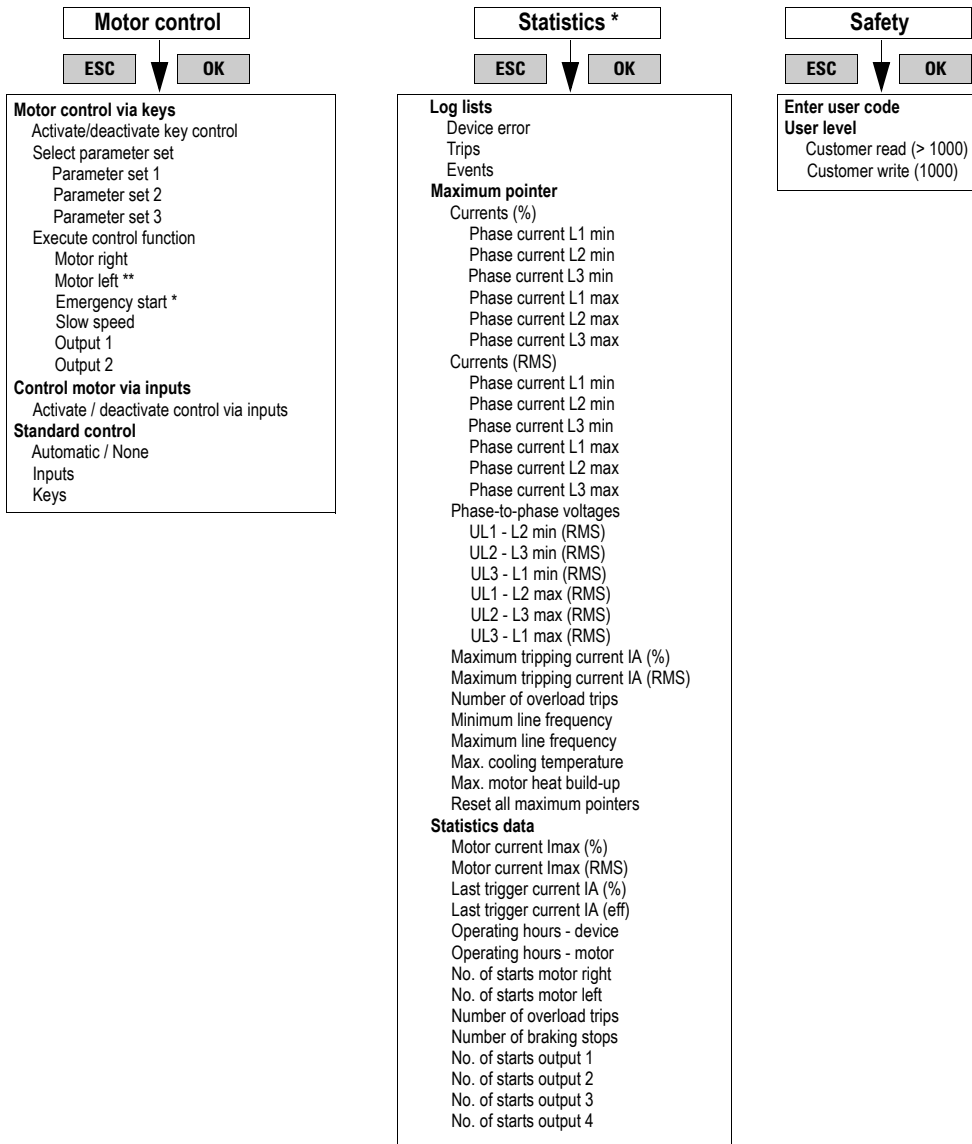 Motor control
ESC
OK
Motor control via keys
Activate/deactivate key control
Select parameter set
Parameter set 1
Parameter set 2
Parameter set 3
Execute control function
Motor right
Motor left **
Emergency start *
Slow speed
Output 1
Output 2
Control motor via inputs
Activate / deactivate control via inputs
Standard control
Automatic / None
Inputs
Keys
Statistics *
ESC
OK
Log lists
Device error
Trips
Events
Maximum pointer
Currents (%)
Phase current L1 min
Phase current L2 min
Phase current L3 min
Phase current L1 max
Phase current L2 max
Phase current L3 max
Currents (RMS)
Phase current L1 min
Phase current L2 min
Phase current L3 min
Phase current L1 max
Phase current L2 max
Phase current L3 max
Phase-to-phase voltages
UL1 - L2 min (RMS)
UL2 - L3 min (RMS)
UL3 - L1 min (RMS)
UL1 - L2 max (RMS)
UL2 - L3 max (RMS)
UL3 - L1 max (RMS)
Maximum tripping current IA (%)
Maximum tripping current IA (RMS)
Number of overload trips
Minimum line frequency
Maximum line frequency
Max. cooling temperature
Max. motor heat build-up
Reset all maximum pointers
Statistics data
Motor current Imax (%)
Motor current Imax (RMS)
Last trigger current IA (%)
Last trigger current IA (eff)
Operating hours - device
Operating hours - motor
No. of starts motor right
No. of starts motor left
Number of overload trips
Number of braking stops
No. of starts output 1
No. of starts output 2
No. of starts output 3
No. of starts output 4
Safety
ESC
OK
Enter user code
User level
Customer read (> 1000)
Customer write (1000)